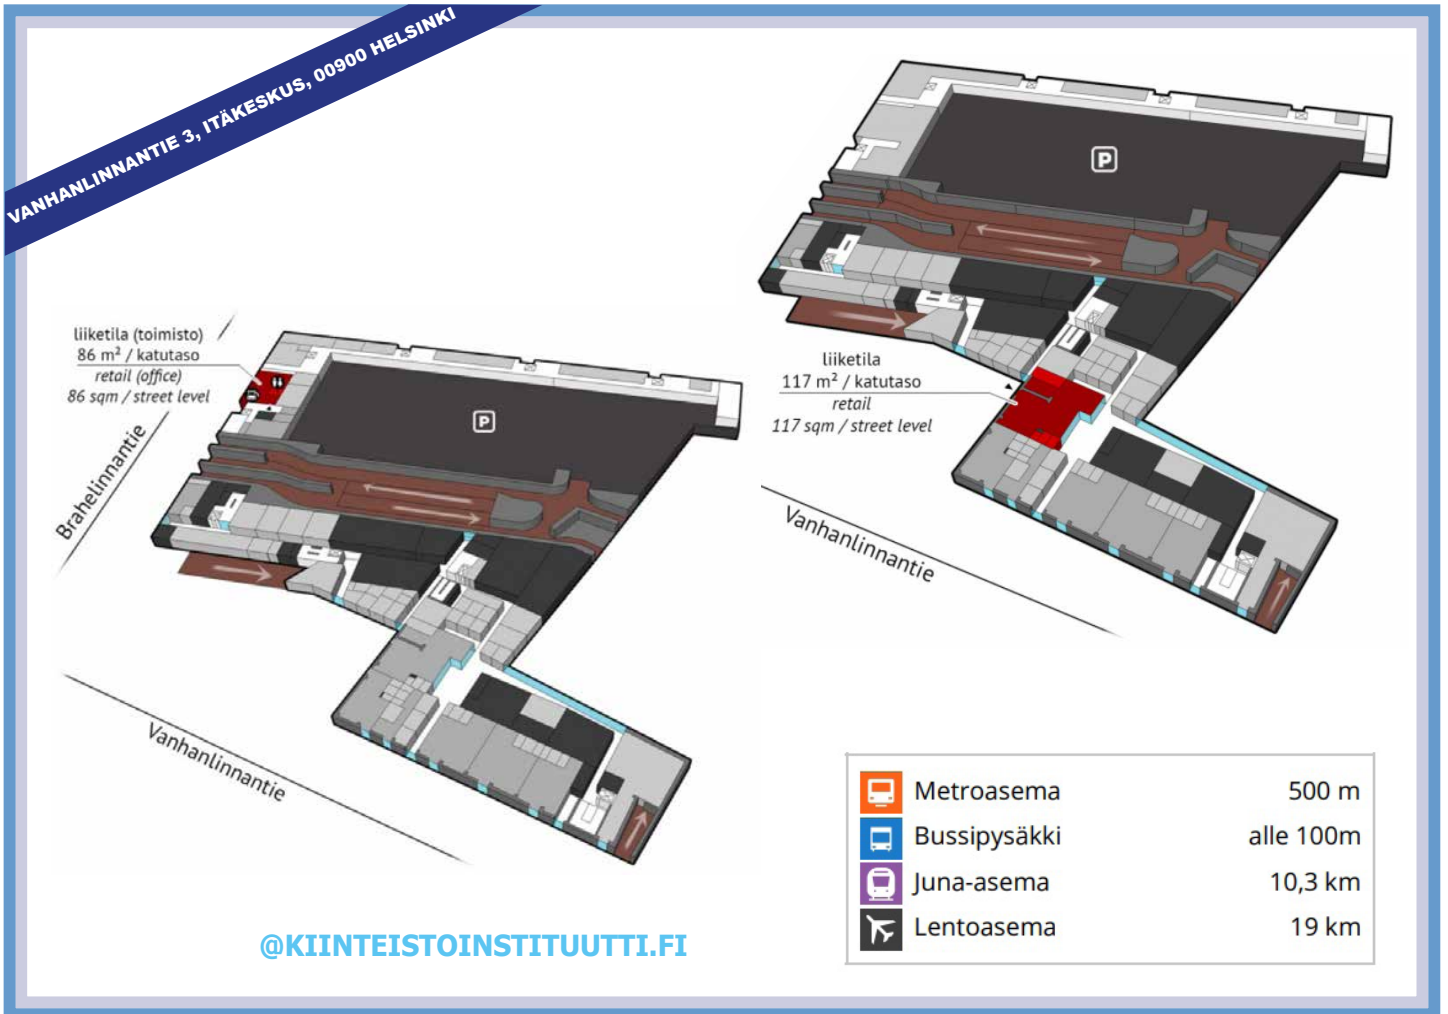 VANHANLINNANTIE 3, ITÄKESKUS, 00900 HELSINKI
P
liiketila (toimisto)
86 m² / katutaso
retail (office)
86 sqm / street level
Brahelinnantie
P
Vanhanlinnantie
liiketila
117 m² / katutaso
retail
117 sqm / street level
Vanhanlinnantie
Metroasema 500 m
Bussipysäkki alle 100m
Juna-asema 10,3 km
Lentoasema 19 km
@KIINTEISTOINSTITUUTTI.FI